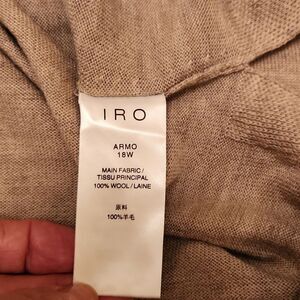 IRO
ARMO
18W
MAIN FABRIC/
TISSU PRINCIPAL
100% WOOL/LAINE
原料
100%羊毛